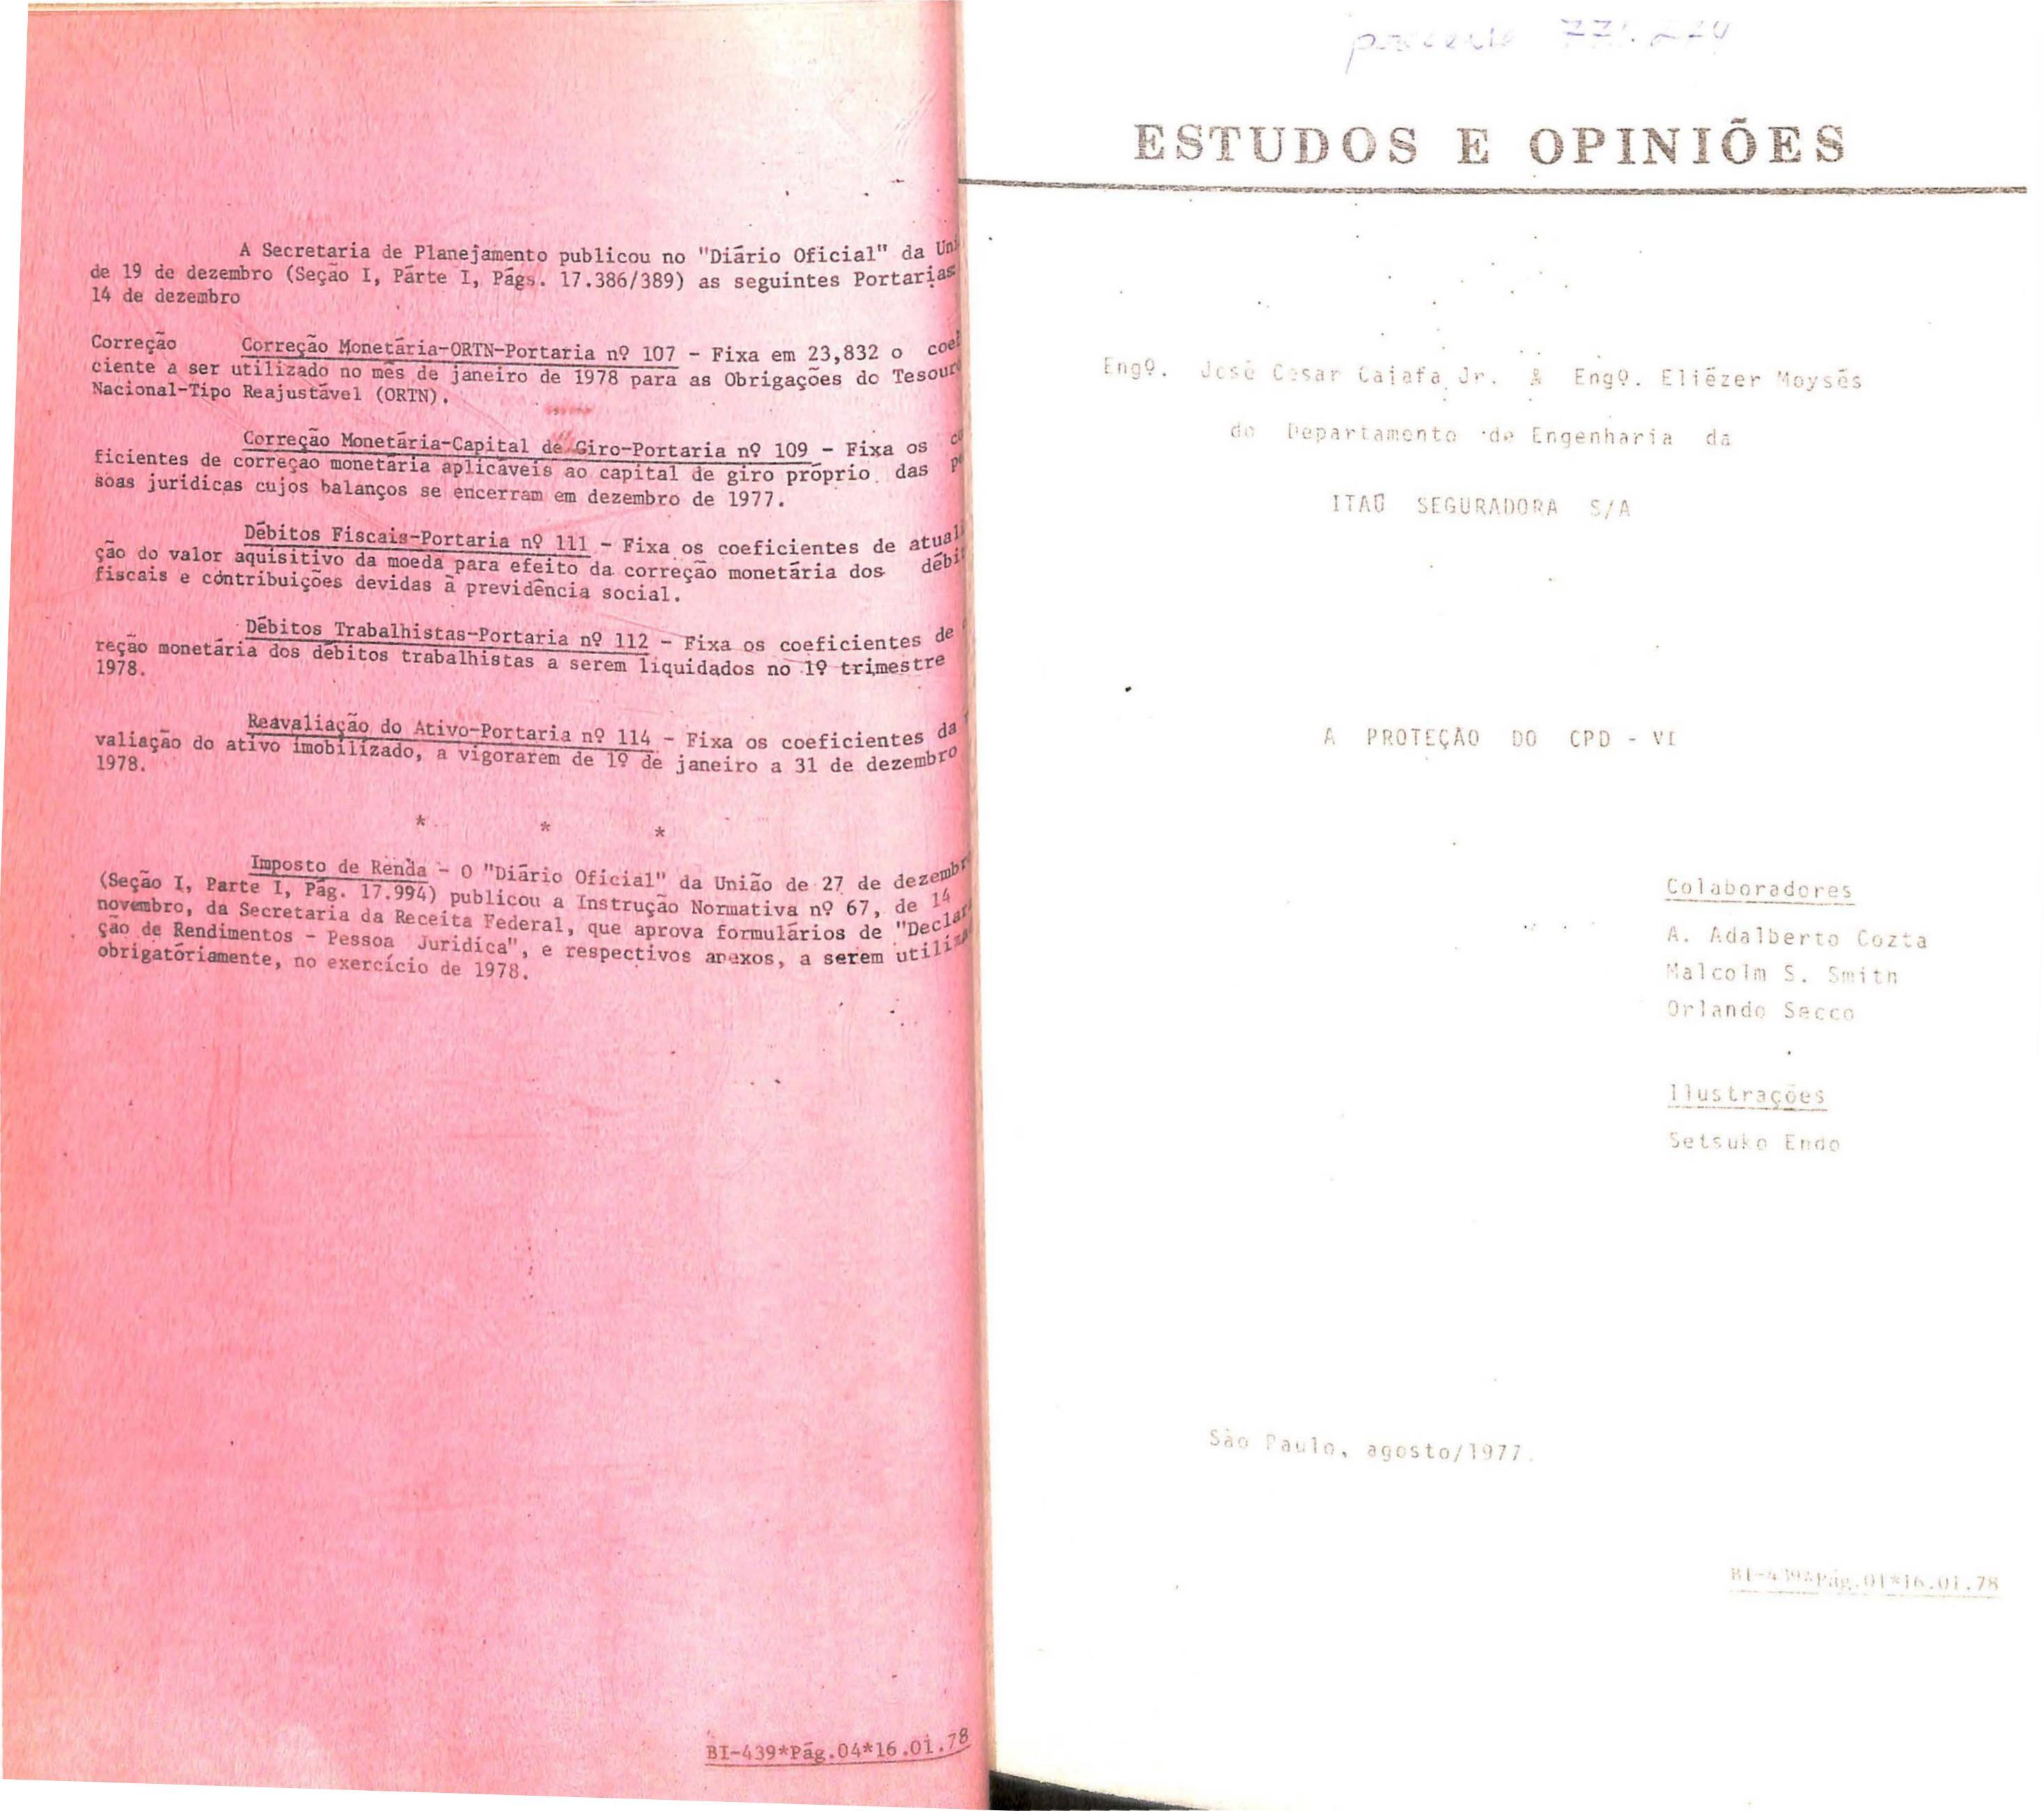 A Secretaria de Planejamento publicou no "Diário Oficial" da
de 19 de dezembro (Seção I, Parte I, Págs. 17.386/389) as seguintes Portarias
14 de dezembro
Correção Correção Monetária-ORTN-Portaria nº 107 - Fixa em 23,832 o
ciente a ser utilizado no mês de janeiro de 1978 para as Obrigações do
Nacional-Tipo Reajustável (ORTN).
Correção Monetária-Capital de Giro-Portaria nº 109 - Fixa os
ficientes de correção monetária aplicáveis ao capital de giro próprio das
soas jurídicas cujos balanços se encerram em dezembro de 1977.
Débitos Fiscais-Portaria nº 111 - Fixa os coeficientes de
ção do valor aquisitivo da moeda para efeito da correção monetária dos
fiscais e contribuições devidas à previdência social.
Débitos Trabalhistas-Portaria nº 112 - Fixa os coeficientes de
reção monetária dos débitos trabalhistas a serem liquidados no 1º trimestre
1978.
Reavaliação do Ativo-Portaria nº 114 - Fixa os coeficientes da
valiação do ativo imobilizado, a vigorarem de 1º de janeiro a 31 de dezembro
1978.
* * *
Imposto de Renda - O "Diário Oficial" da União de 27 de
(Seção I, Parte I, Pág. 17.994) publicou a Instrução Normativa nº 67, de 14
novembro, da Secretaria da Receita Federal, que aprova formulários de
ção de Rendimentos - Pessoa Jurídica", e respectivos anexos, a serem
obrigatóriamente, no exercício de 1978.
BI-439*Pág.04*16.01.78
ESTUDOS E OPINIÕES
Engº. José Cesar Caiafa Jr. & Engº. Eliézer Moysés
do Departamento de Engenharia da
ITAÚ SEGURADORA S/A
A PROTEÇÃO DO CPD - VI
Colaboradores
A. Adalberto Cozta
Malcolm S. Smith
Orlando Secco
Ilustrações
Setsuko Endo
São Paulo, agosto/1977.
BI-439*Pág.01*16.01.78